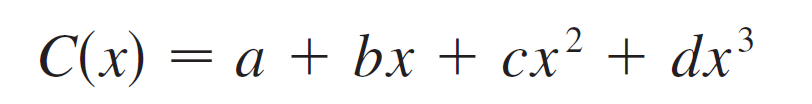 C(x) = a + bx + cx² + dx³